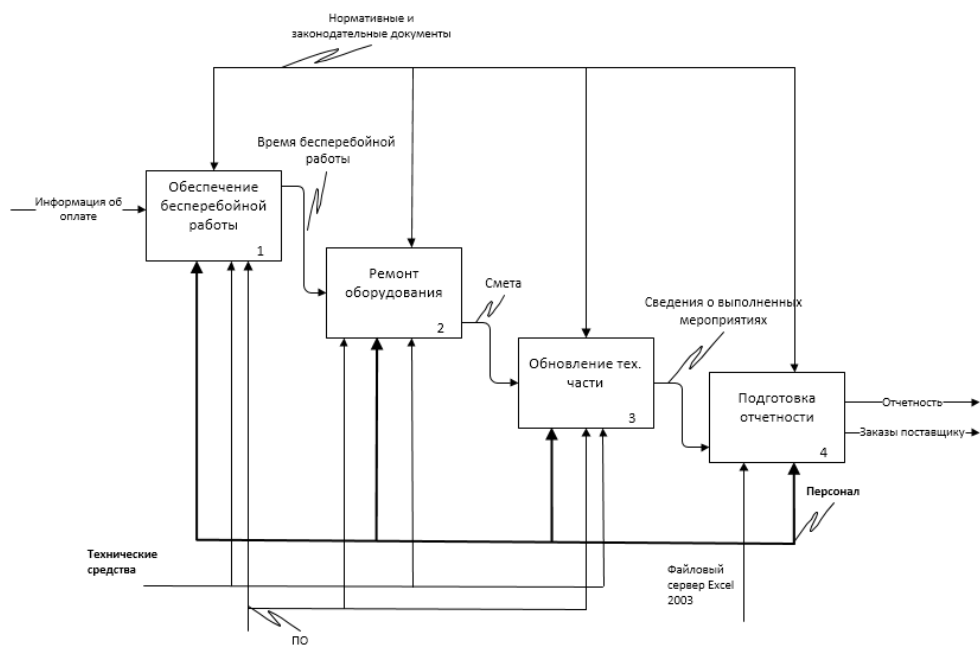 Нормативные и
законодательные документы
Время бесперебойной
работы
Информация об
оплате
Обеспечение
бесперебойной
работы
1
Ремонт
оборудования
2
Смета
Сведения о выполненных
мероприятиях
Обновление тех.
части
3
Подготовка
отчетности
4
Отчетность
Заказы поставщику
Персонал
Технические
средства
Файловый
сервер Excel
2003
ПО